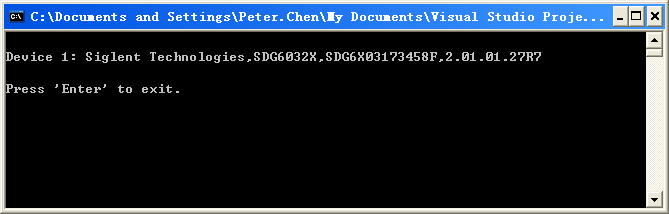 C:\Documents and Settings\Peter.Chen\My Documents\Visual Studio Proje...
Device 1: Siglent Technologies,SDG6032X,SDG6X03173458F,2.01.01.27R7
Press 'Enter' to exit.